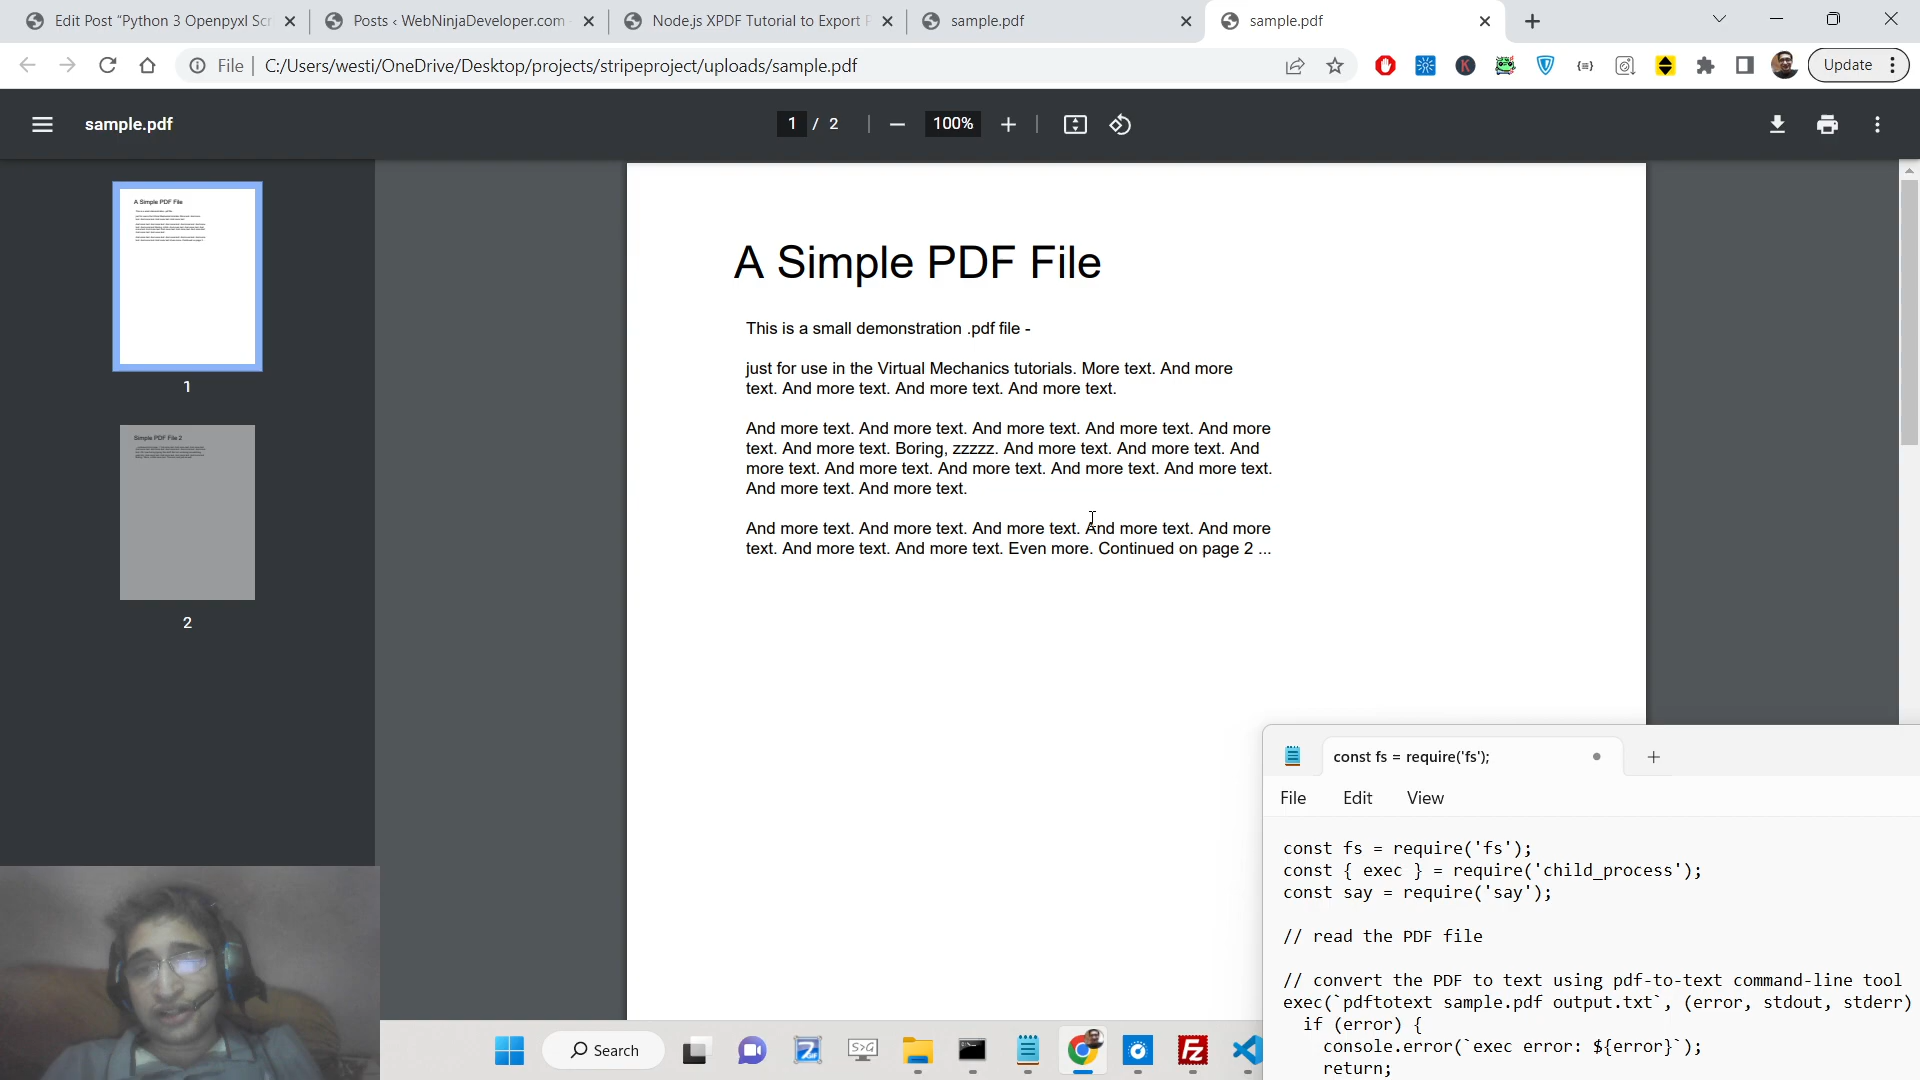 Edit Post “Python 3 Openpyxl Scr
Posts ‹ WebNinjaDeveloper.com
Node.js XPDF Tutorial to Export P
sample.pdf
sample.pdf
File
C:/Users/westi/OneDrive/Desktop/projects/stripeproject/uploads/sample.pdf
Update
sample.pdf
1 / 2
100%
A Simple PDF File
This is a small demonstration .pdf file -
just for use in the Virtual Mechanics tutorials. More text. And more
text. And more text. And more text. And more text.
And more text. And more text. And more text. And more text. And more
text. And more text. Boring, zzzzz. And more text. And more text. And
more text. And more text. And more text. And more text. And more text.
And more text. And more text.
And more text. And more text. And more text. And more text. And more
text. And more text. And more text. Even more. Continued on page 2 ...
A Simple PDF File
1
Simple PDF File 2
2
const fs = require('fs');
File
Edit
View
const fs = require('fs');
const { exec } = require('child_process');
const say = require('say');
// read the PDF file
// convert the PDF to text using pdf-to-text command-line tool
exec(`pdftotext sample.pdf output.txt`, (error, stdout, stderr)
if (error) {
console.error(`exec error: ${error}`);
return;
Search
S>G